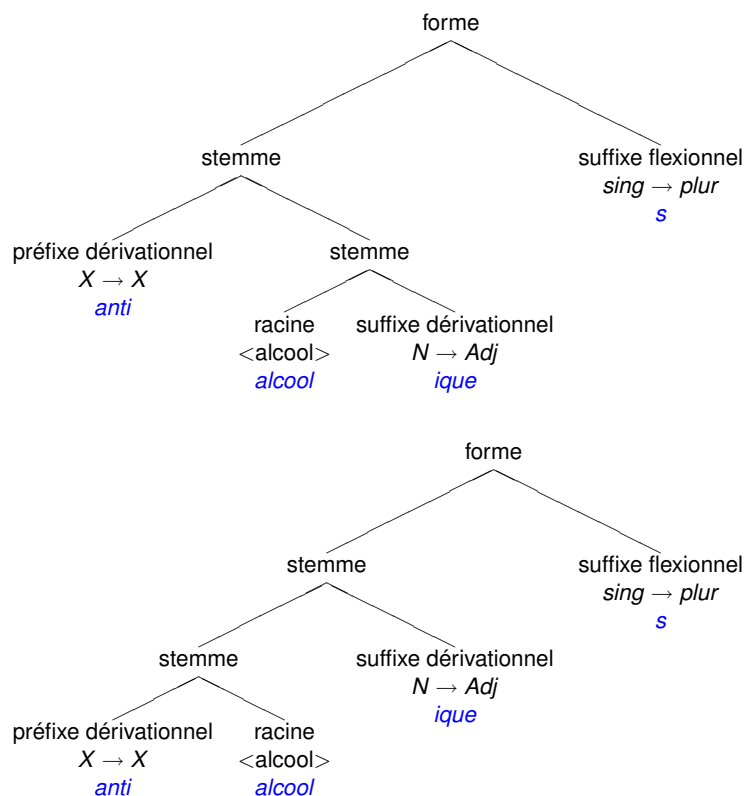 forme
stemme suffixe flexionnel
sing → plur
s
préfixe dérivationnel stemme
X → X
anti
racine suffixe dérivationnel
<alcool> N → Adj
alcool ique
forme
stemme suffixe flexionnel
sing → plur
s
stemme suffixe dérivationnel
N → Adj
ique
préfixe dérivationnel racine
X → X <alcool>
anti alcool